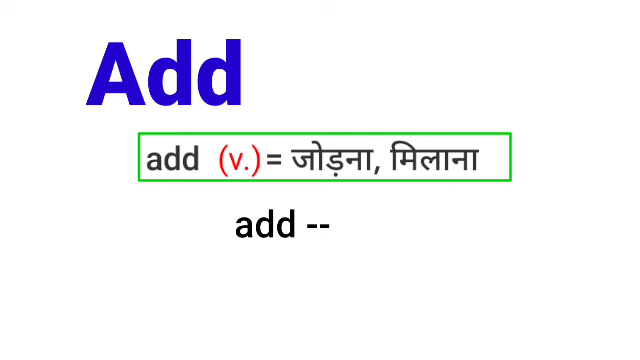 Add
add (v.) = जोड़ना, मिलाना
add --